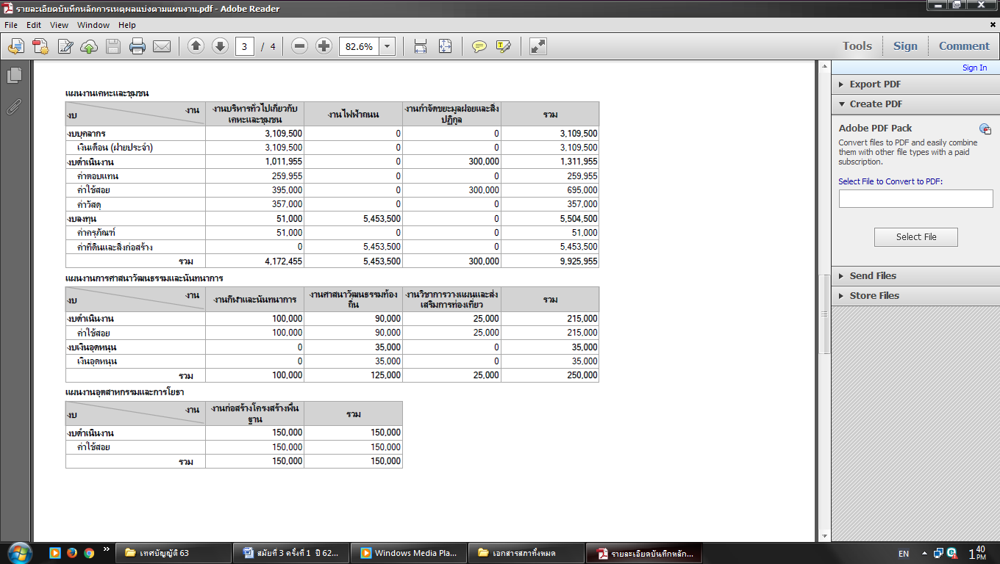 รายละเอียดบันทึกหลักการเหตุผลแบ่งตามแผนงาน.pdf - Adobe Reader
File Edit View Window Help
3 / 4 82.6% Tools Sign Comment
Sign In
Export PDF
Create PDF
Adobe PDF Pack
Convert files to PDF and easily combine
them with other file types with a paid
subscription.
Select File to Convert to PDF:
Select File
Send Files
Store Files
แผนงานเคหะและชุมชน
งบ งาน งานบริหารทั่วไปเกี่ยวกับ งานไฟฟ้าถนน งานกำจัดขยะมูลฝอยและสิ่ง รวม
เคหะและชุมชน ปฏิกูล
งบบุคลากร 3,109,500 0 0 3,109,500
เงินเดือน (ฝ่ายประจำ) 3,109,500 0 0 3,109,500
งบดำเนินงาน 1,011,955 0 300,000 1,311,955
ค่าตอบแทน 259,955 0 0 259,955
ค่าใช้สอย 395,000 0 300,000 695,000
ค่าวัสดุ 357,000 0 0 357,000
งบลงทุน 51,000 5,453,500 0 5,504,500
ค่าครุภัณฑ์ 51,000 0 0 51,000
ค่าที่ดินและสิ่งก่อสร้าง 0 5,453,500 0 5,453,500
รวม 4,172,455 5,453,500 300,000 9,925,955
แผนงานการศาสนาวัฒนธรรมและนันทนาการ
งบ งาน งานกีฬาและนันทนาการ งานศาสนาวัฒนธรรมท้อง งานวิชาการวางแผนและส่ง รวม
ถิ่น เสริมการท่องเที่ยว
งบดำเนินงาน 100,000 90,000 25,000 215,000
ค่าใช้สอย 100,000 90,000 25,000 215,000
งบเงินอุดหนุน 0 35,000 0 35,000
เงินอุดหนุน 0 35,000 0 35,000
รวม 100,000 125,000 25,000 250,000
แผนงานอุตสาหกรรมและการโยธา
งบ งาน งานก่อสร้างโครงสร้างพื้น รวม
ฐาน
งบดำเนินงาน 150,000 150,000
ค่าใช้สอย 150,000 150,000
รวม 150,000 150,000
เทศบัญญัติ 63 สมัยที่ 3 ครั้งที่ 1 ปี 62... Windows Media Pla... เอกสารสภาทั้งหมด รายละเอียดบันทึกหลัก... EN 1 40 PM